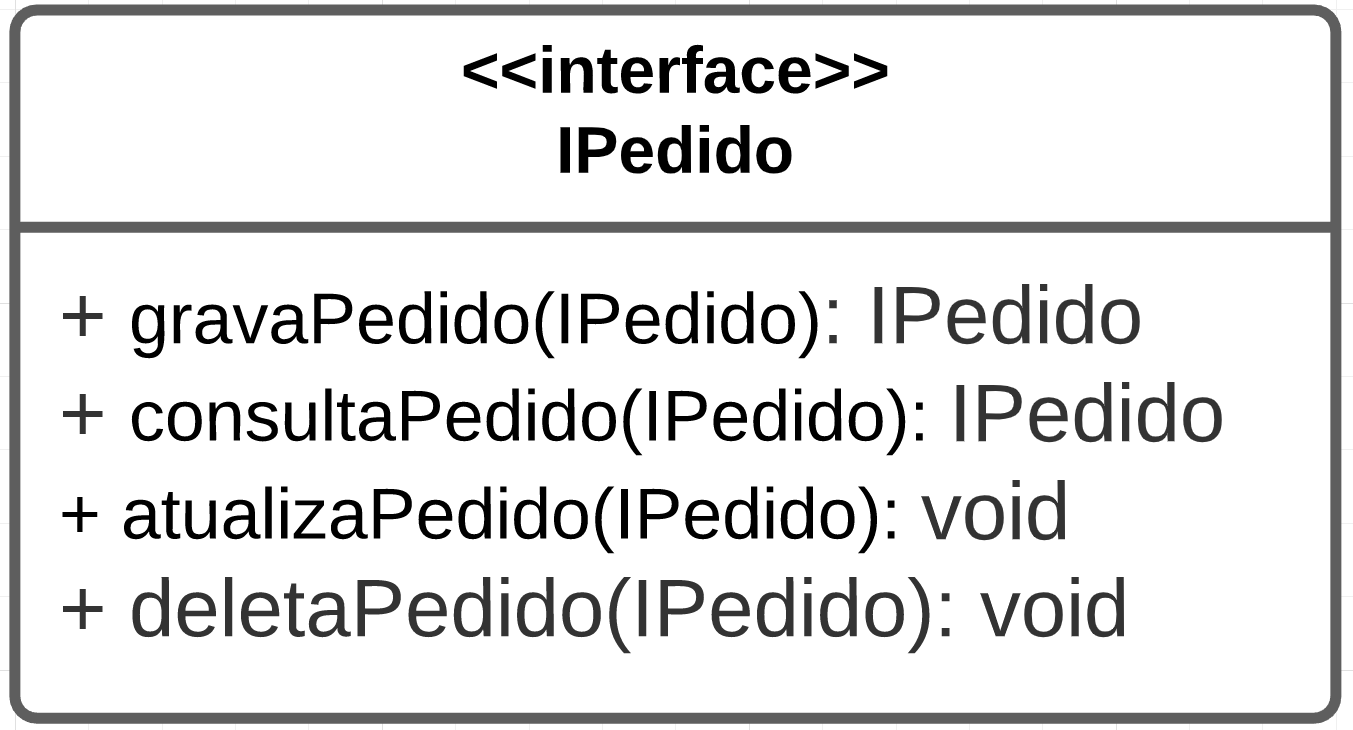 <<interface>>
IPedido
+ gravaPedido(IPedido): IPedido
+ consultaPedido(IPedido): IPedido
+ atualizaPedido(IPedido): void
+ deletaPedido(IPedido): void